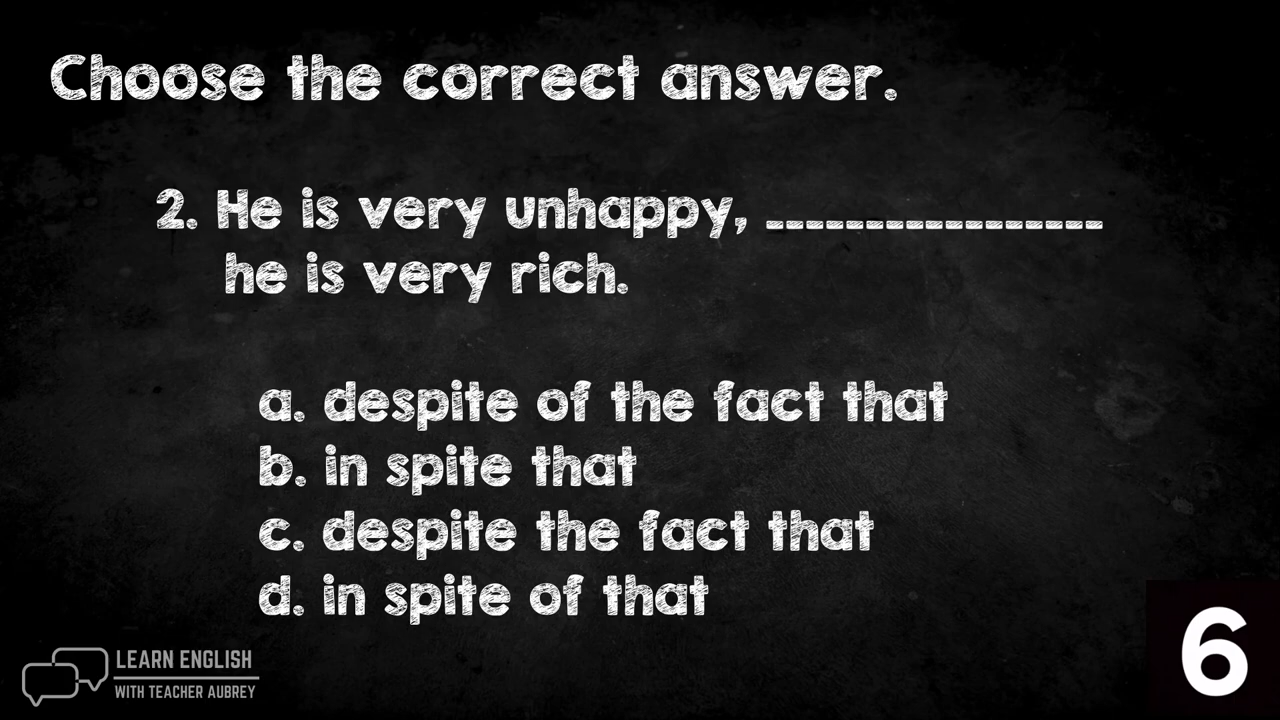 Choose the correct answer.
2. He is very unhappy, _________________
he is very rich.
a. despite of the fact that
b. in spite that
c. despite the fact that
d. in spite of that
LEARN ENGLISH
WITH TEACHER AUBREY
6